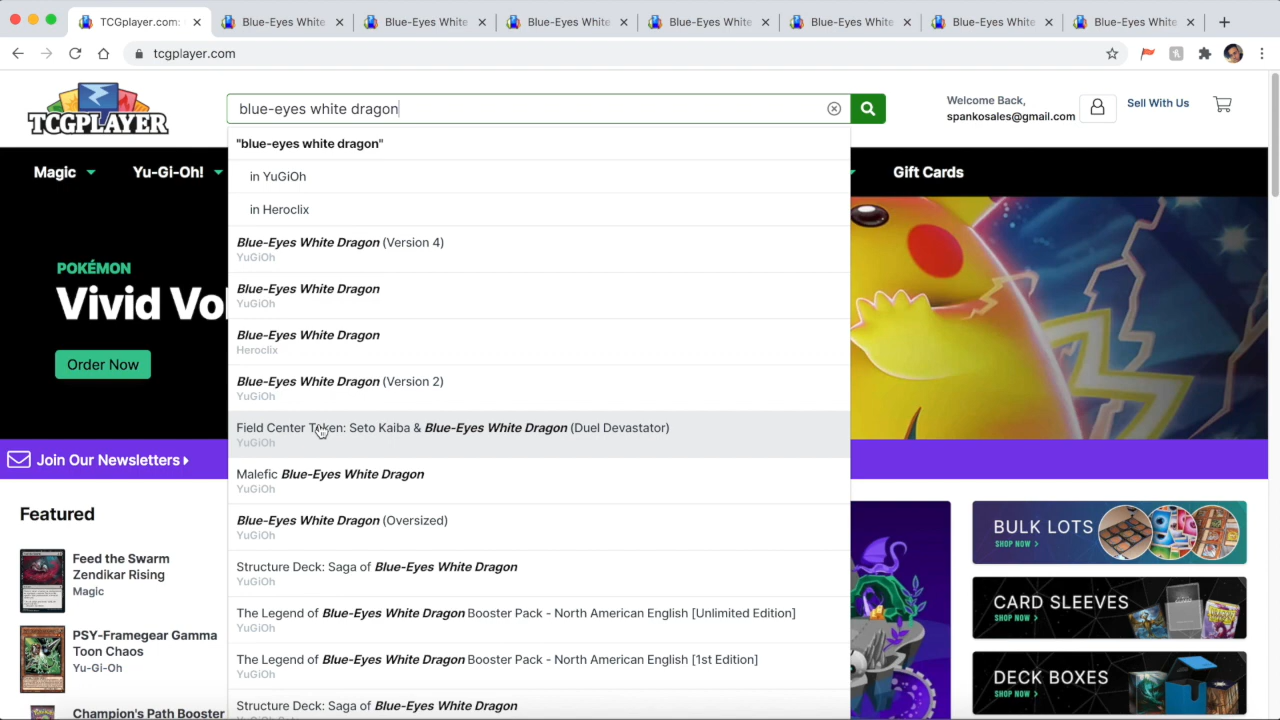 TCGplayer.com:
Blue-Eyes White
Blue-Eyes White
Blue-Eyes White
Blue-Eyes White
Blue-Eyes White
Blue-Eyes White
Blue-Eyes White
tcgplayer.com
TCGPLAYER
blue-eyes white dragon
Welcome Back,
spankosales@gmail.com
Sell With Us
Magic
Yu-Gi-Oh!
Gift Cards
"blue-eyes white dragon"
in YuGiOh
in Heroclix
Blue-Eyes White Dragon (Version 4)
YuGiOh
Blue-Eyes White Dragon
YuGiOh
Blue-Eyes White Dragon
Heroclix
Blue-Eyes White Dragon (Version 2)
YuGiOh
Field Center Token: Seto Kaiba & Blue-Eyes White Dragon (Duel Devastator)
YuGiOh
Malefic Blue-Eyes White Dragon
YuGiOh
Blue-Eyes White Dragon (Oversized)
YuGiOh
Structure Deck: Saga of Blue-Eyes White Dragon
YuGiOh
The Legend of Blue-Eyes White Dragon Booster Pack - North American English [Unlimited Edition]
YuGiOh
The Legend of Blue-Eyes White Dragon Booster Pack - North American English [1st Edition]
YuGiOh
Structure Deck: Saga of Blue-Eyes White Dragon
POKÉMON
Vivid Vol
Order Now
Join Our Newsletters
Featured
Feed the Swarm
Zendikar Rising
Magic
PSY-Framegear Gamma
Toon Chaos
Yu-Gi-Oh
Champion's Path Booster
BULK LOTS
SHOP NOW >
CARD SLEEVES
SHOP NOW >
DECK BOXES
SHOP NOW >